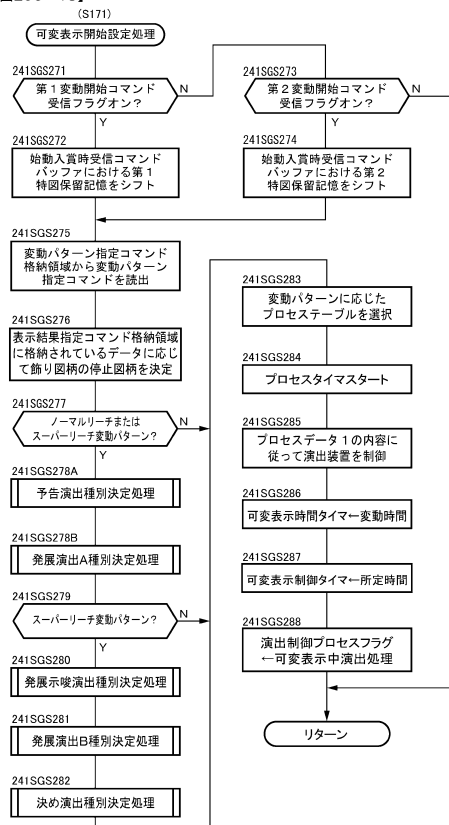 (S171)
可変表示開始設定処理
241SGS271
第1変動開始コマンド
受信フラグオン?
N
Y
241SGS273
第2変動開始コマンド
受信フラグオン?
N
Y
241SGS272
始動入賞時受信コマンド
バッファにおける第1
特図保留記憶をシフト
241SGS274
始動入賞時受信コマンド
バッファにおける第2
特図保留記憶をシフト
241SGS275
変動パターン指定コマンド
格納領域から変動パターン
指定コマンドを読出
241SGS276
表示結果指定コマンド格納領域
に格納されているデータに応じ
て飾り図柄の停止図柄を決定
241SGS277
ノーマルリーチまたは
スーパーリーチ変動パターン?
N
Y
241SGS278A
予告演出種別決定処理
241SGS278B
発展演出A種別決定処理
241SGS279
スーパーリーチ変動パターン?
N
Y
241SGS280
発展示唆演出種別決定処理
241SGS281
発展演出B種別決定処理
241SGS282
決め演出種別決定処理
241SGS283
変動パターンに応じた
プロセステーブルを選択
241SGS284
プロセスタイマスタート
241SGS285
プロセスデータ1の内容に
従って演出装置を制御
241SGS286
可変表示時間タイマ←変動時間
241SGS287
可変表示制御タイマ←所定時間
241SGS288
演出制御プロセスフラグ
←可変表示中演出処理
リターン